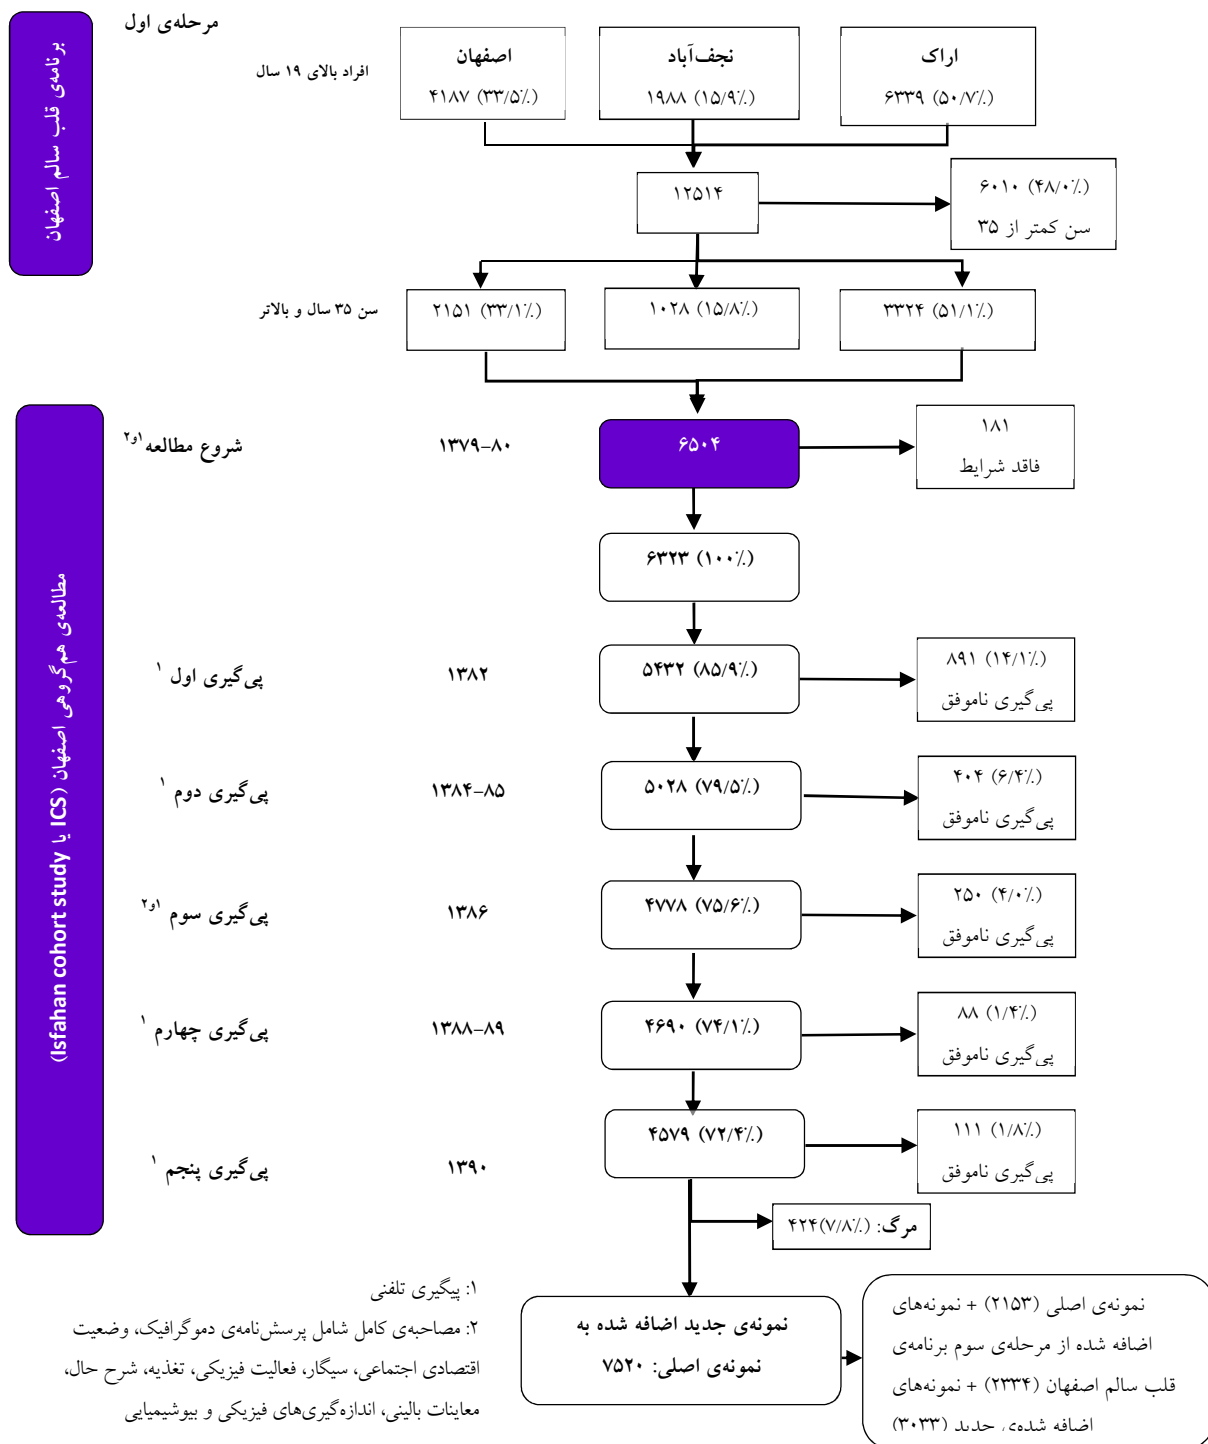 مرحله‌ی اول
برنامه‌ی قلب سالم اصفهان
افراد بالای ۱۹ سال
اراک
۶۳۳۹ (۵۰/۷٪)
نجف‌آباد
۱۹۸۸ (۱۵/۹٪)
اصفهان
۴۱۸۷ (۳۳/۵٪)
۱۲۵۱۴
۶۰۱۰ (۴۸/۰٪)
سن کمتر از ۳۵
سن ۳۵ سال و بالاتر
۳۳۲۴ (۵۱/۱٪)
۱۰۲۸ (۱۵/۸٪)
۲۱۵۱ (۳۳/۱٪)
مطالعه‌ی هم‌گروهی اصفهان (ICS یا Isfahan cohort study)
شروع مطالعه ۱و۲
۱۳۷۹-۸۰
۶۵۰۴
۱۸۱
فاقد شرایط
۶۳۲۳ (۱۰۰٪)
پی‌گیری اول ۱
۱۳۸۲
۵۴۳۲ (۸۵/۹٪)
۸۹۱ (۱۴/۱٪)
پی‌گیری ناموفق
پی‌گیری دوم ۱
۱۳۸۴-۸۵
۵۰۲۸ (۷۹/۵٪)
۴۰۴ (۶/۴٪)
پی‌گیری ناموفق
پی‌گیری سوم ۱و۲
۱۳۸۶
۴۷۷۸ (۷۵/۶٪)
۲۵۰ (۴/۰٪)
پی‌گیری ناموفق
پی‌گیری چهارم ۱
۱۳۸۸-۸۹
۴۶۹۰ (۷۴/۱٪)
۸۸ (۱/۴٪)
پی‌گیری ناموفق
پی‌گیری پنجم ۱
۱۳۹۰
۴۵۷۹ (۷۲/۴٪)
۱۱۱ (۱/۸٪)
پی‌گیری ناموفق
مرگ: ۴۲۴(۷/۸٪)
نمونه‌ی جدید اضافه شده به
نمونه‌ی اصلی: ۷۵۲۰
نمونه‌ی اصلی (۲۱۵۳) + نمونه‌های
اضافه شده از مرحله‌ی سوم برنامه‌ی
قلب سالم اصفهان (۲۳۳۴) + نمونه‌های
اضافه شده‌ی جدید (۳۰۳۳)
۱: پیگیری تلفنی
۲: مصاحبه‌ی کامل شامل پرسش‌نامه‌ی دموگرافیک، وضعیت
اقتصادی اجتماعی، سیگار، فعالیت فیزیکی، تغذیه، شرح حال،
معاینات بالینی، اندازه‌گیری‌های فیزیکی و بیوشیمیایی